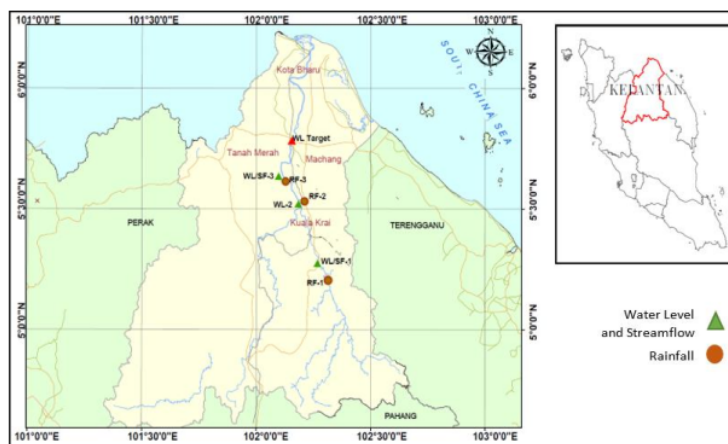 101°0'0"E 101°30'0"E 102°0'0"E 102°30'0"E 103°0'0"E
6°0'0"N
5°30'0"N
5°0'0"N
Kota Bharu
N
W E
S
SOUTH CHINA SEA
WL Target
Tanah Merah
Machang
WL/SF-3
RF-3
RF-2
WL-2
Kuala Krai
PERAK
TERENGGANU
WL/SF-1
RF-1
PAHANG
6°0'0"N
5°30'0"N
5°0'0"N
101°0'0"E 101°30'0"E 102°0'0"E 102°30'0"E 103°0'0"E
KELANTAN
Water Level
and Streamflow
Rainfall